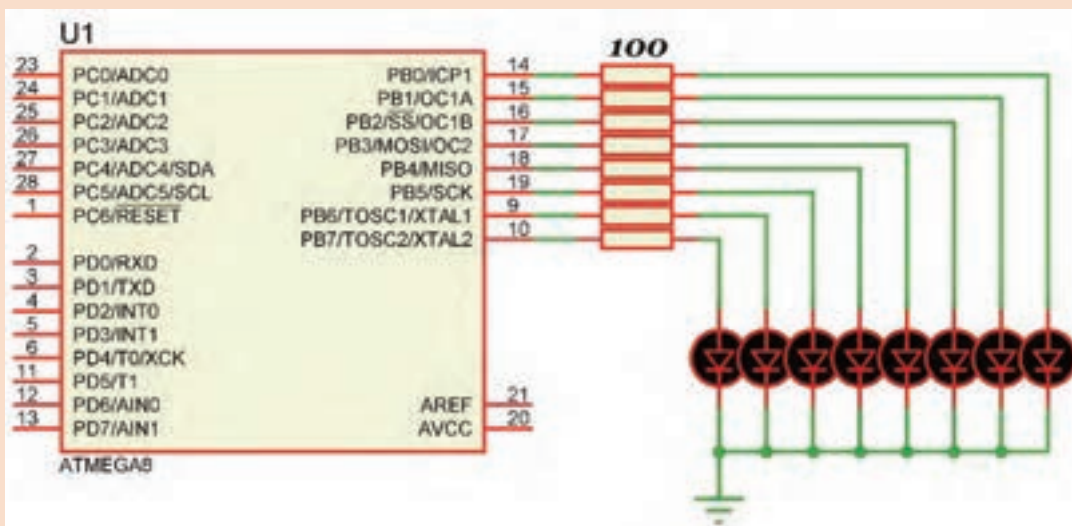 U1
100
23 PC0/ADC0
24 PC1/ADC1
25 PC2/ADC2
26 PC3/ADC3
27 PC4/ADC4/SDA
28 PC5/ADC5/SCL
1 PC6/RESET
2 PD0/RXD
3 PD1/TXD
4 PD2/INT0
5 PD3/INT1
6 PD4/T0/XCK
11 PD5/T1
12 PD6/AIN0
13 PD7/AIN1
PB0/ICP1 14
PB1/OC1A 15
PB2/SS/OC1B 16
PB3/MOSI/OC2 17
PB4/MISO 18
PB5/SCK 19
PB6/TOSC1/XTAL1 9
PB7/TOSC2/XTAL2 10
AREF 21
AVCC 20
ATMEGA8